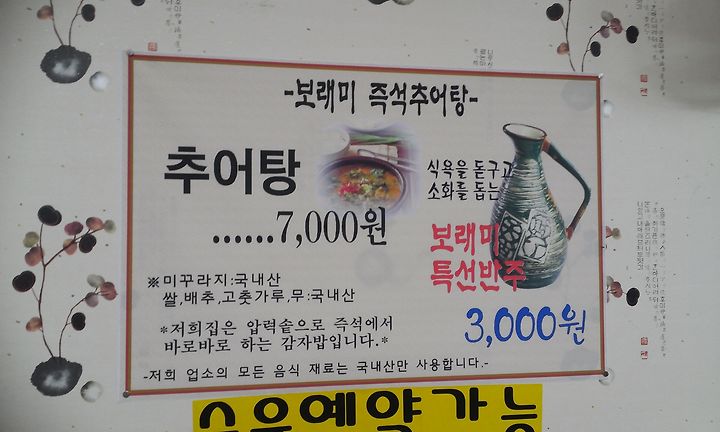 -보래미 즉석추어탕-
추어탕
......7,000원
식욕을 돋구고
소화를 돕는
보래미
특선반주
3,000원
※미꾸라지:국내산
쌀,배추,고춧가루,무:국내산
*저희집은 압력솥으로 즉석에서
바로바로 하는 감자밥입니다.*
-저희 업소의 모든 음식 재료는 국내산만 사용합니다.-
예약가능